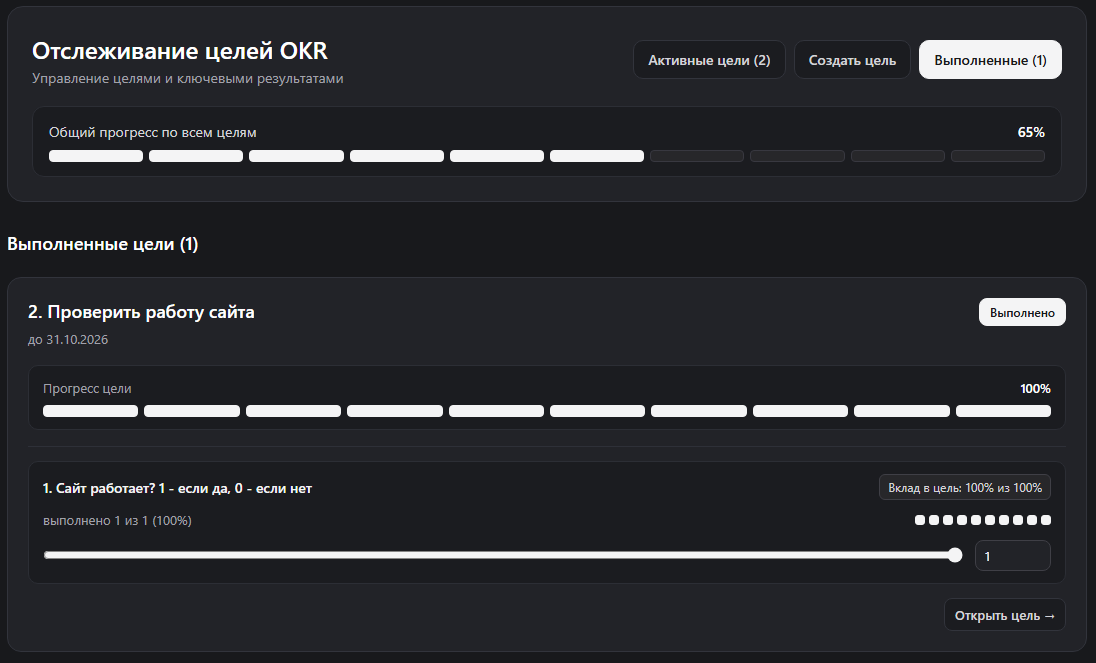 Отслеживание целей OKR
Управление целями и ключевыми результатами
Активные цели (2)
Создать цель
Выполненные (1)
Общий прогресс по всем целям
65%
Выполненные цели (1)
2. Проверить работу сайта
Выполнено
до 31.10.2026
Прогресс цели
100%
1. Сайт работает? 1 - если да, 0 - если нет
Вклад в цель: 100% из 100%
выполнено 1 из 1 (100%)
1
Открыть цель →